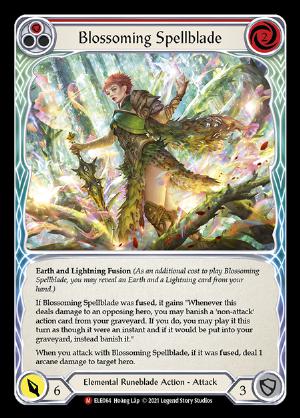 Blossoming Spellblade
2
Earth and Lightning Fusion (As an additional cost to play Blossoming
Spellblade, you may reveal an Earth and a Lightning card from your
hand.)
If Blossoming Spellblade was fused, it gains "Whenever this
deals damage to an opposing hero, you may banish a 'non-attack'
action card from your graveyard. If you do, you may play it this
turn as though it were an instant and if it would be put into your
graveyard, instead banish it."
When you attack with Blossoming Spellblade, if it was fused, deal 1
arcane damage to target hero.
6
Elemental Runeblade Action - Attack
3
M ELE064 Hoàng Lập © 2021 Legend Story Studios